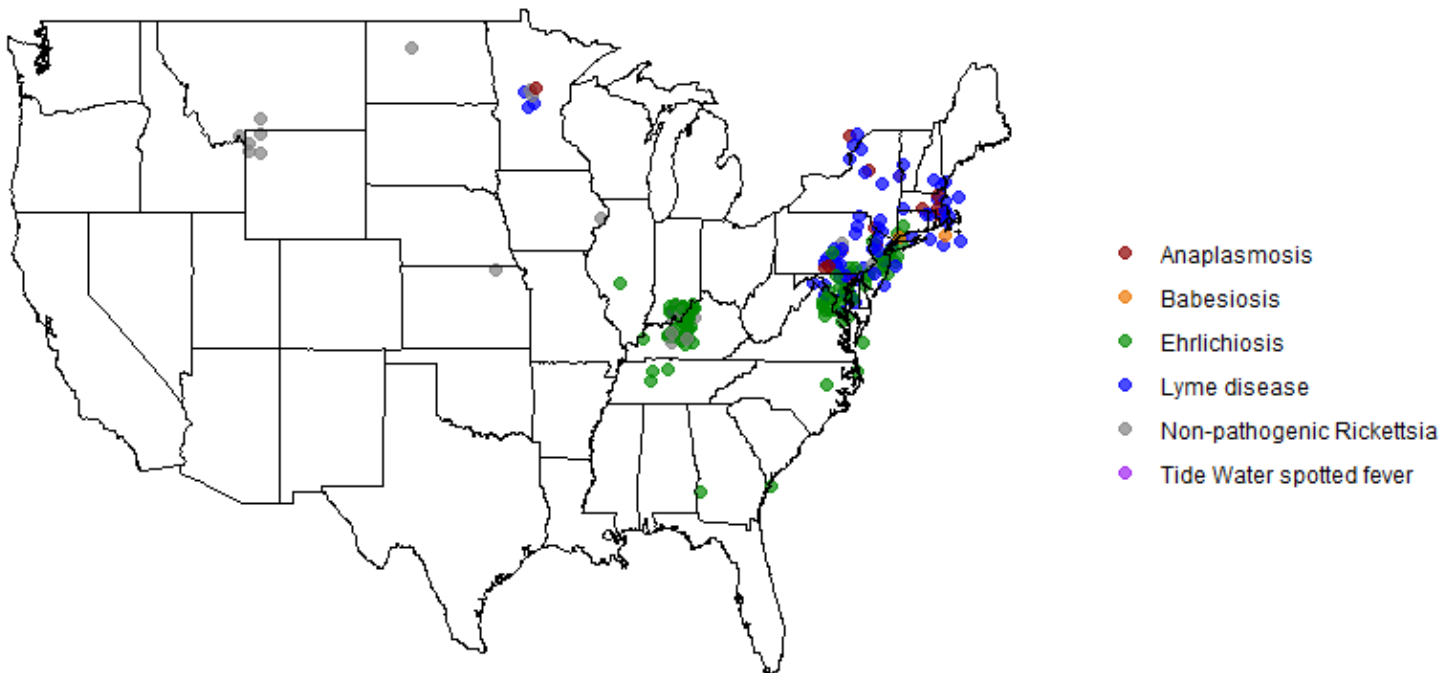 Anaplasmosis
Babesiosis
Ehrlichiosis
Lyme disease
Non-pathogenic Rickettsia
Tide Water spotted fever